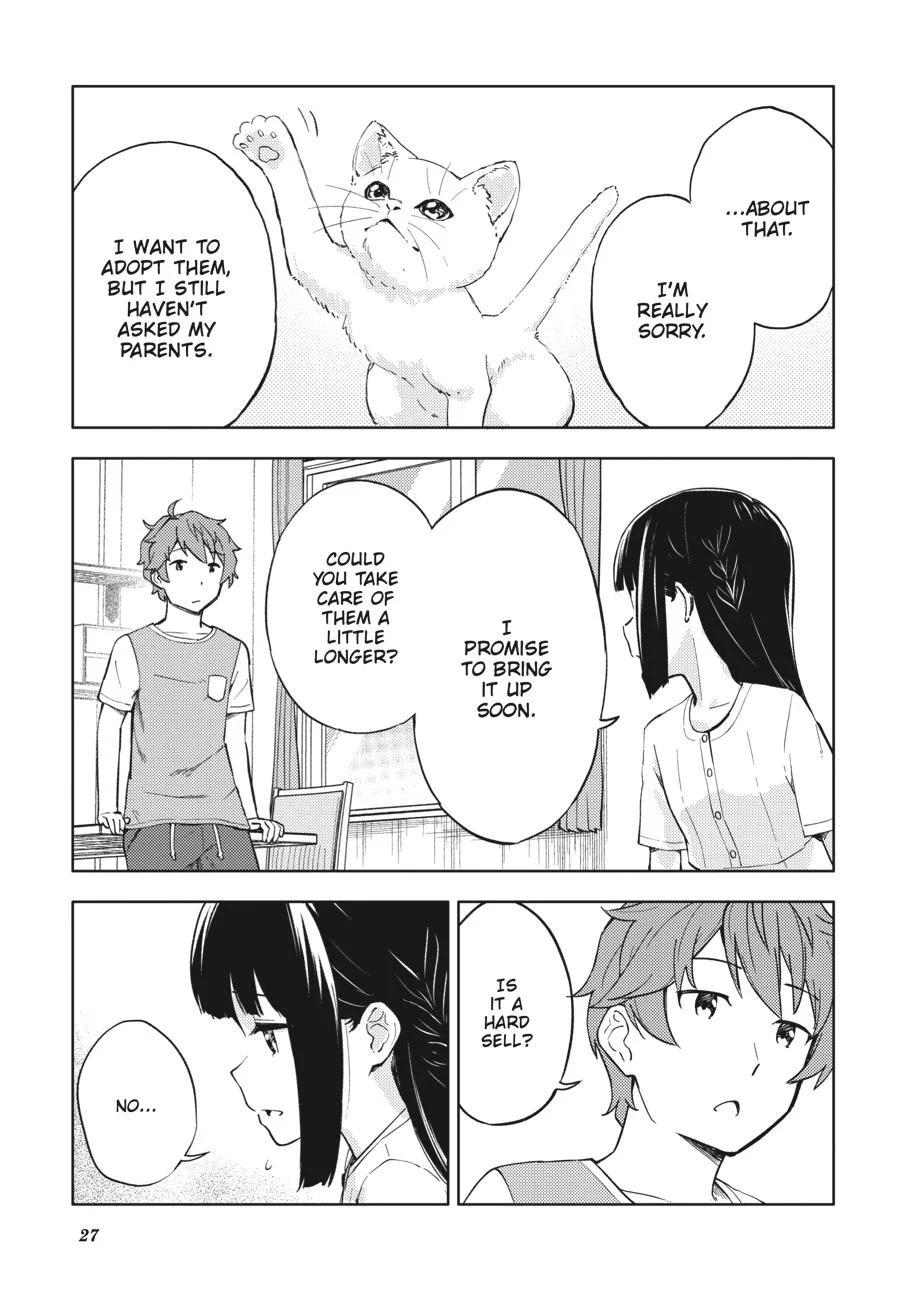 ...ABOUT
THAT.
I'M
REALLY
SORRY.
I WANT TO
ADOPT THEM,
BUT I STILL
HAVEN'T
ASKED MY
PARENTS.
I
PROMISE
TO BRING
IT UP
SOON.
COULD
YOU TAKE
CARE OF
THEM A
LITTLE
LONGER?
IS
IT A
HARD
SELL?
NO...
27